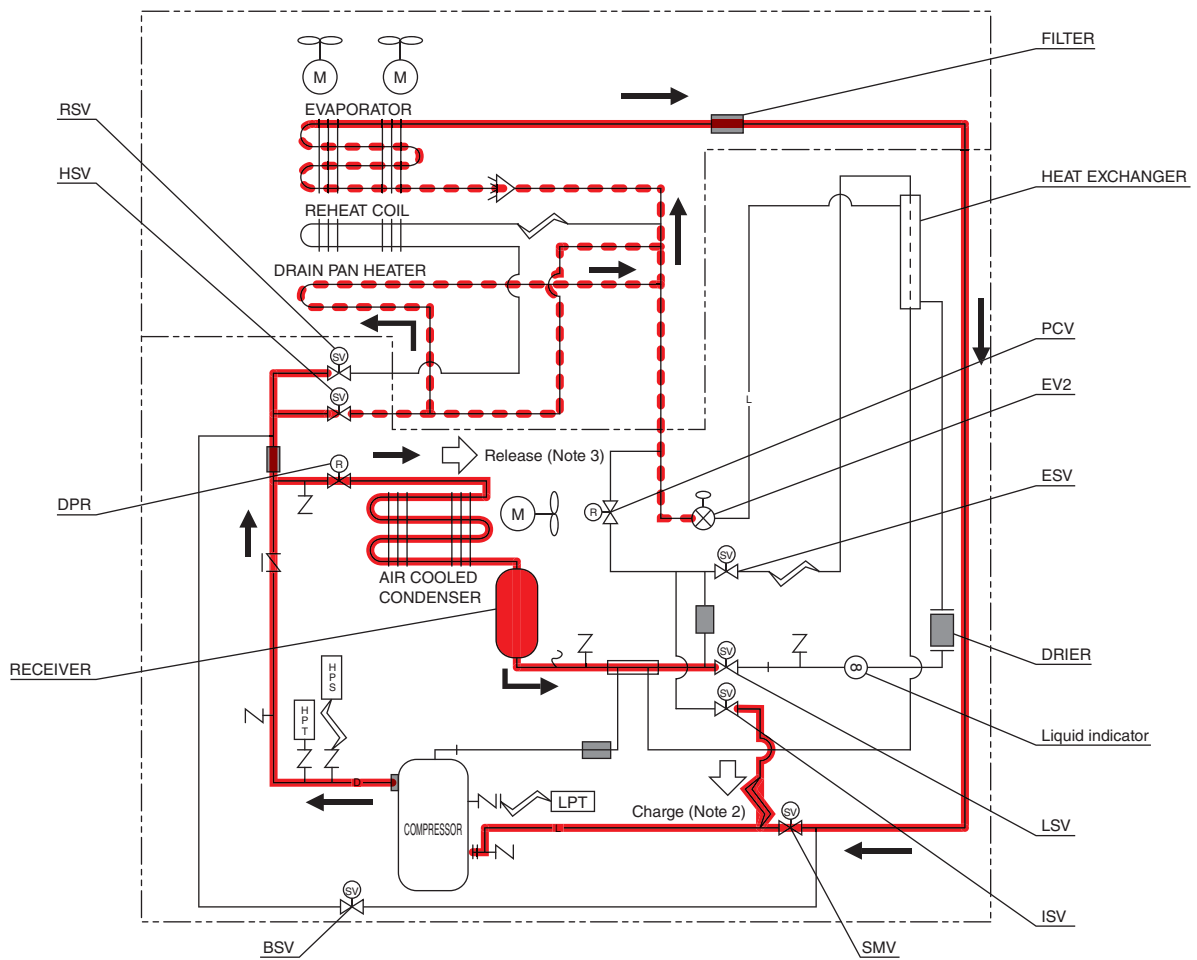 FILTER
M
M
RSV
EVAPORATOR
HSV
HEAT EXCHANGER
REHEAT COIL
DRAIN PAN HEATER
PCV
SV
EV2
SV
L
Release (Note 3)
R
ESV
DPR
R
M
SV
AIR COOLED
CONDENSER
RECEIVER
SV
DRIER
HPS
SV
HPT
Liquid indicator
D
LPT
Charge (Note 2)
SV
COMPRESSOR
L
LSV
SV
ISV
BSV
SMV